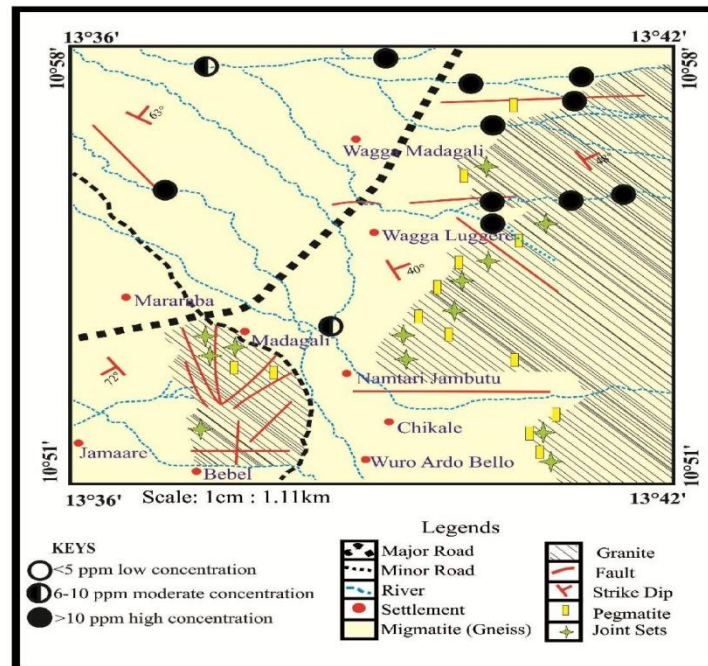 13°36' 13°42'
10°58' 10°58'
63°
Wagga Madagali
48°
Wagga Luggere
40°
Mararaba
Madagali
72°
Namtari Jambutu
Chikale
Jamaare
Wuro Ardo Bello
Bebel
10°51' 10°51'
13°36' 13°42'
Scale: 1cm : 1.11km
Legends
KEYS
<5 ppm low concentration
6-10 ppm moderate concentration
>10 ppm high concentration
Major Road
Minor Road
River
Settlement
Migmatite (Gneiss)
Granite
Fault
Strike Dip
Pegmatite
Joint Sets